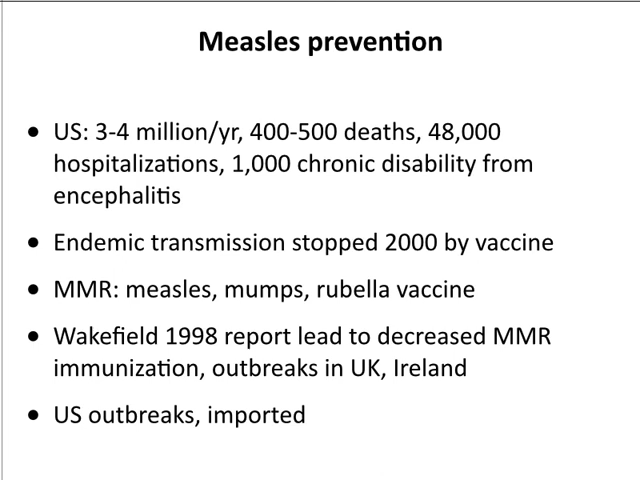 Measles prevention
• US: 3-4 million/yr, 400-500 deaths, 48,000
hospitalizations, 1,000 chronic disability from
encephalitis
• Endemic transmission stopped 2000 by vaccine
• MMR: measles, mumps, rubella vaccine
• Wakefield 1998 report lead to decreased MMR
immunization, outbreaks in UK, Ireland
• US outbreaks, imported